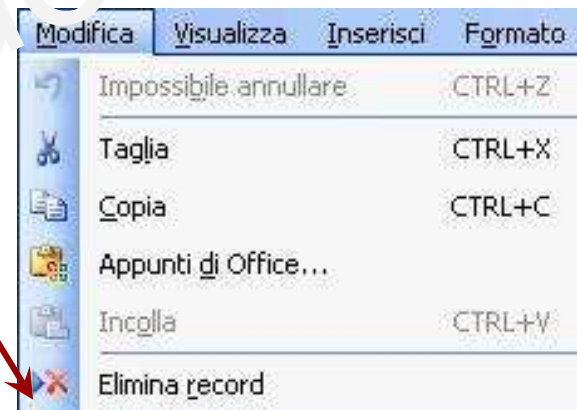 Modifica Visualizza Inserisci Formato
Impossibile annullare CTRL+Z
Taglia CTRL+X
Copia CTRL+C
Appunti di Office...
Incolla CTRL+V
Elimina record